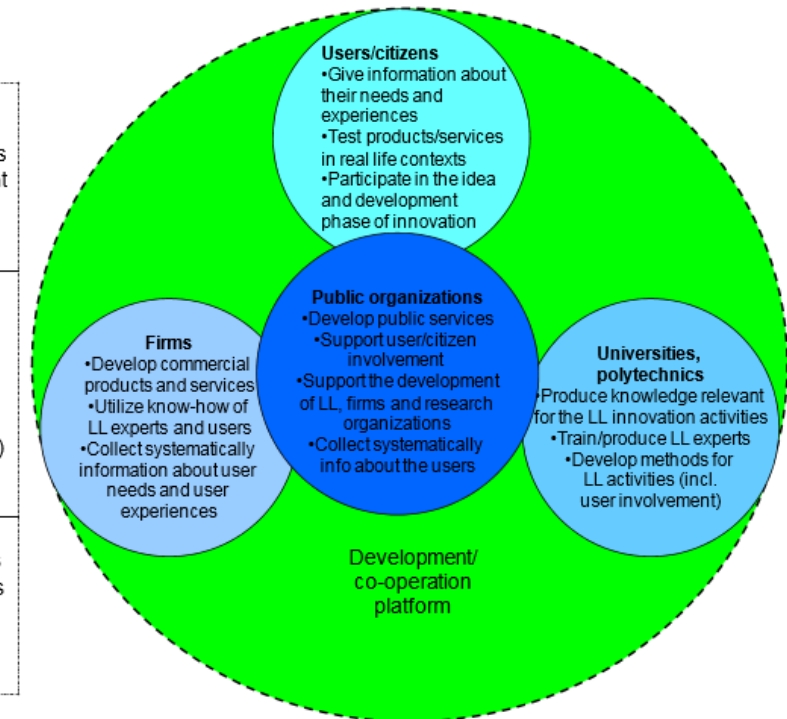 Users/citizens
•Give information about
their needs and
experiences
•Test products/services
in real life contexts
•Participate in the idea
and development
phase of innovation
Public organizations
•Develop public services
•Support user/citizen
involvement
•Support the development
of LL, firms and research
organizations
•Collect systematically
info about the users
Firms
•Develop commercial
products and services
•Utilize know-how of
LL experts and users
•Collect systematically
information about user
needs and user
experiences
Universities,
polytechnics
•Produce knowledge relevant
for the LL innovation activities
•Train/produce LL experts
•Develop methods for
LL activities (incl.
user involvement)
Development/
co-operation
platform